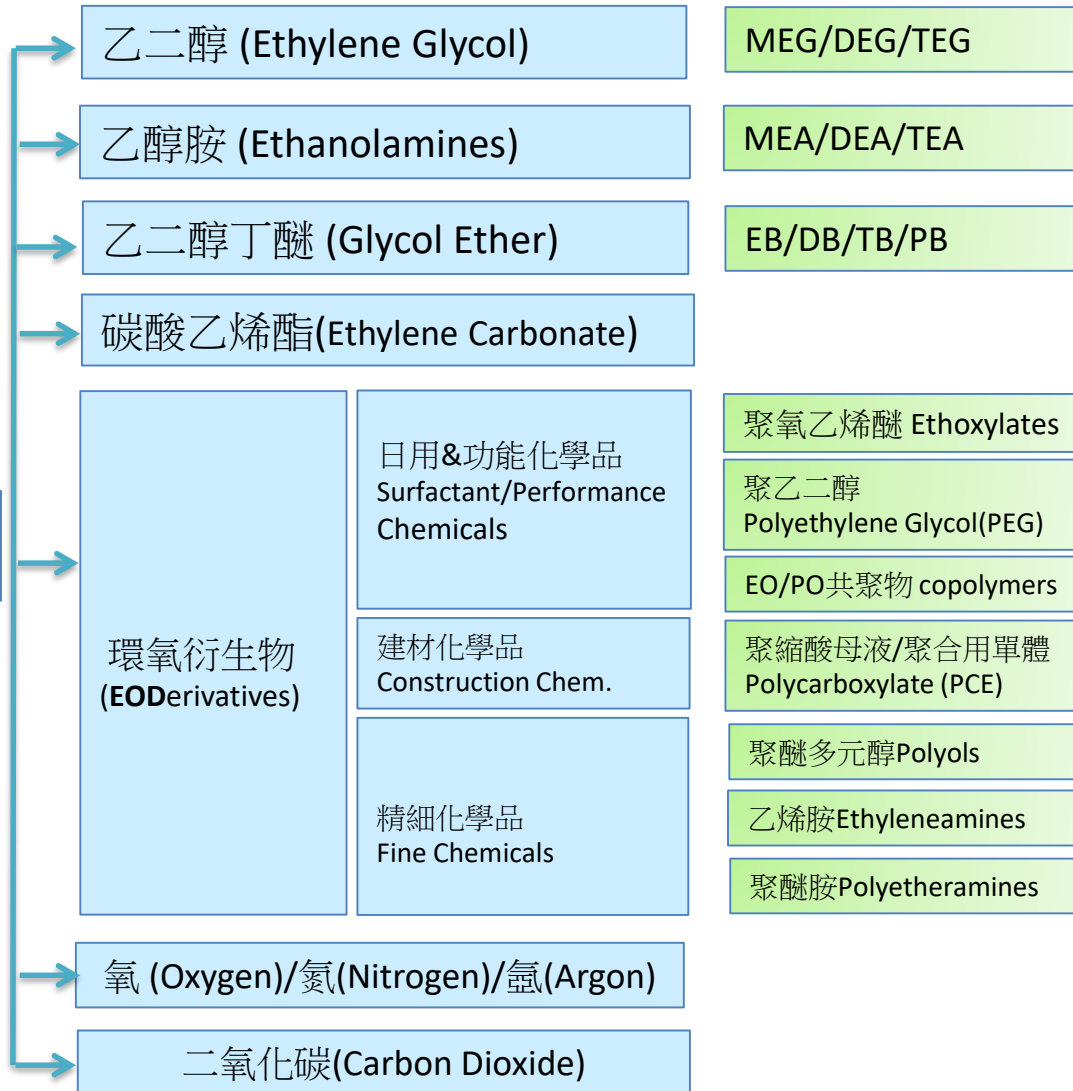 乙二醇 (Ethylene Glycol)
MEG/DEG/TEG
乙醇胺 (Ethanolamines)
MEA/DEA/TEA
乙二醇丁醚 (Glycol Ether)
EB/DB/TB/PB
碳酸乙烯酯(Ethylene Carbonate)
環氧衍生物
(EODerivatives)
日用&功能化學品
Surfactant/Performance
Chemicals
聚氧乙烯醚 Ethoxylates
聚乙二醇
Polyethylene Glycol(PEG)
EO/PO共聚物 copolymers
建材化學品
Construction Chem.
聚縮酸母液/聚合用單體
Polycarboxylate (PCE)
精細化學品
Fine Chemicals
聚醚多元醇Polyols
乙烯胺Ethyleneamines
聚醚胺Polyetheramines
氧 (Oxygen)/氮(Nitrogen)/氬(Argon)
二氧化碳(Carbon Dioxide)